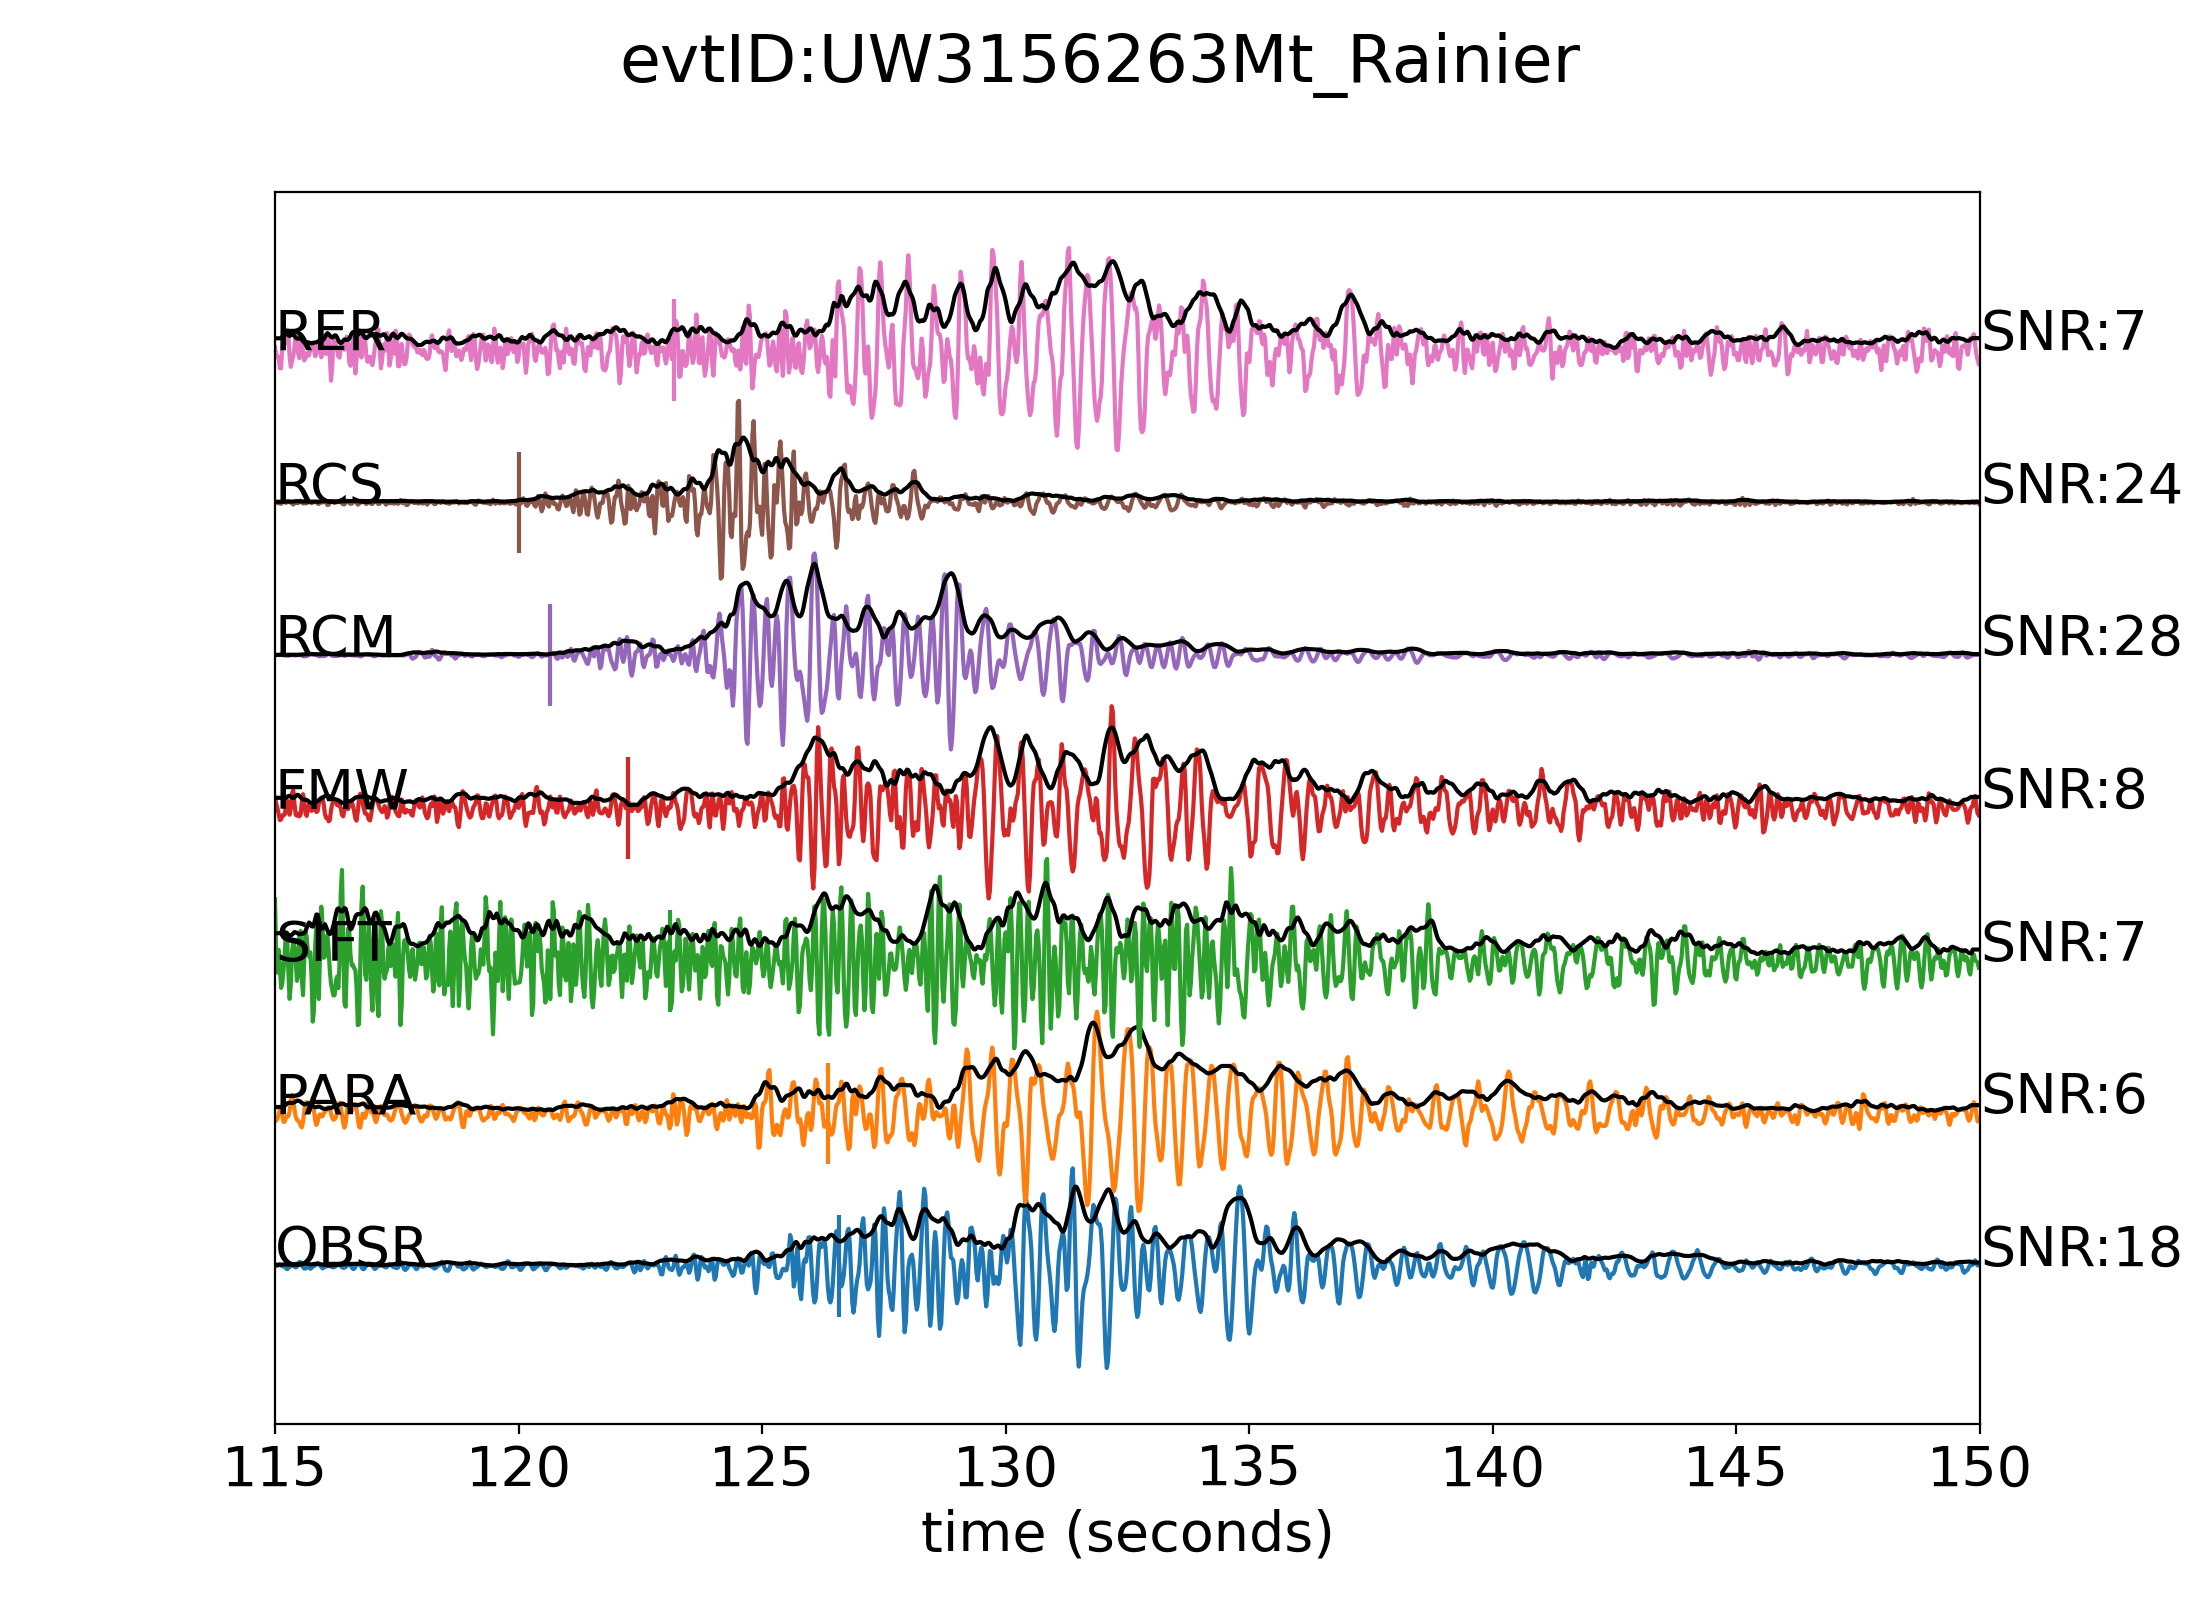 evtID:UW3156263Mt_Rainier
RER SNR:7
RCS SNR:24
RCM SNR:28
FMW SNR:8
SIFT SNR:7
PARA SNR:6
OBSR SNR:18
115 120 125 130 135 140 145 150
time (seconds)